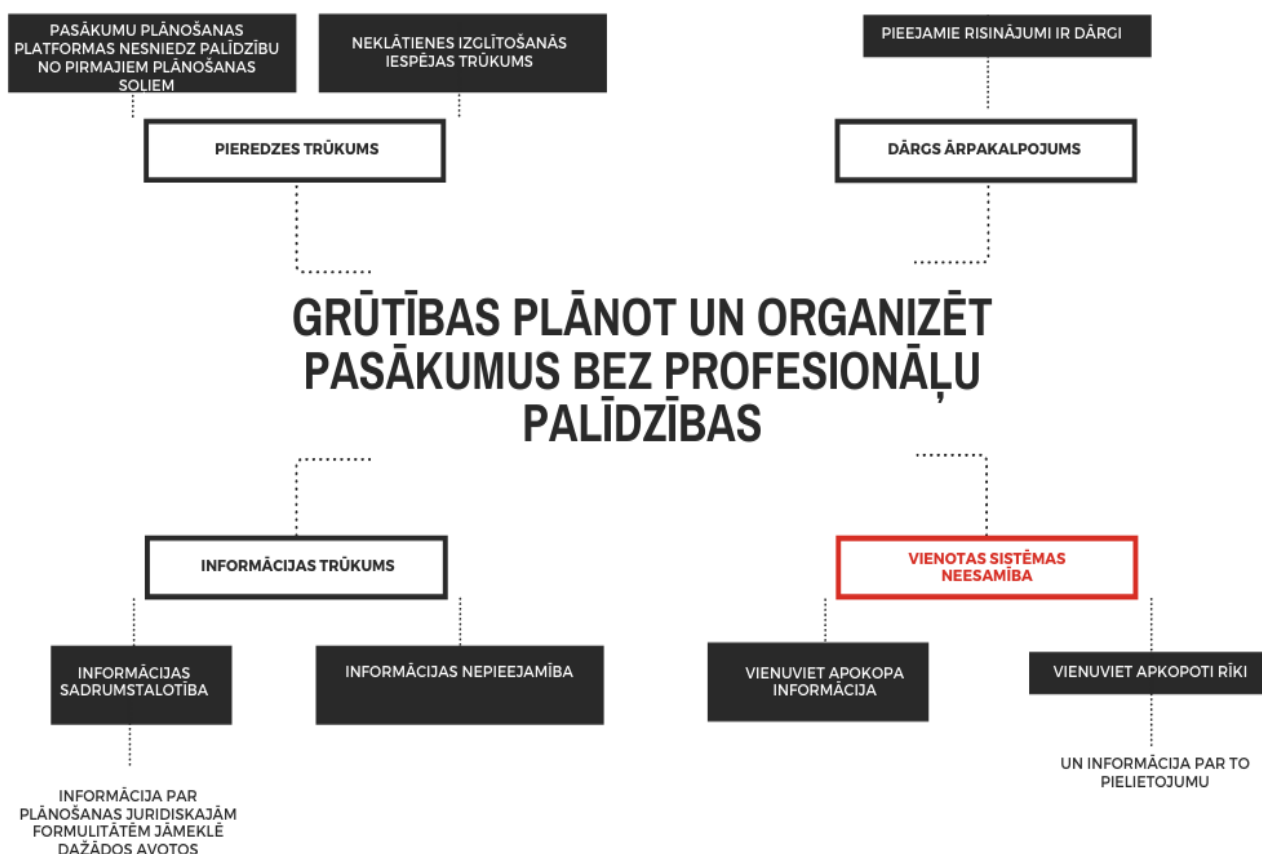 PASĀKUMU PLĀNOŠANAS
PLATFORMAS NESNIEDZ PALĪDZĪBU
NO PIRMAJIEM PLĀNOŠANAS
SOĻIEM
NEKLĀTIENES IZGLĪTOŠANĀS
IESPĒJAS TRŪKUMS
PIEEJAMIE RISINĀJUMI IR DĀRGI
PIEREDZES TRŪKUMS
DĀRGS ĀRPAKALPOJUMS
GRŪTĪBAS PLĀNOT UN ORGANIZĒT
PASĀKUMUS BEZ PROFESIONĀĻU
PALĪDZĪBAS
INFORMĀCIJAS TRŪKUMS
VIENOTAS SISTĒMAS
NEESAMĪBA
INFORMĀCIJAS
SADRUMSTALOTĪBA
INFORMĀCIJAS NEPIEEJAMĪBA
VIENUVIET APOKOPA
INFORMĀCIJA
VIENUVIET APKOPOTI RĪKI
INFORMĀCIJA PAR
PLĀNOŠANAS JURIDISKAJĀM
FORMULITĀTĒM JĀMEKLĒ
DAŽĀDOS AVOTOS
UN INFORMĀCIJA PAR TO
PIELIETOJUMU